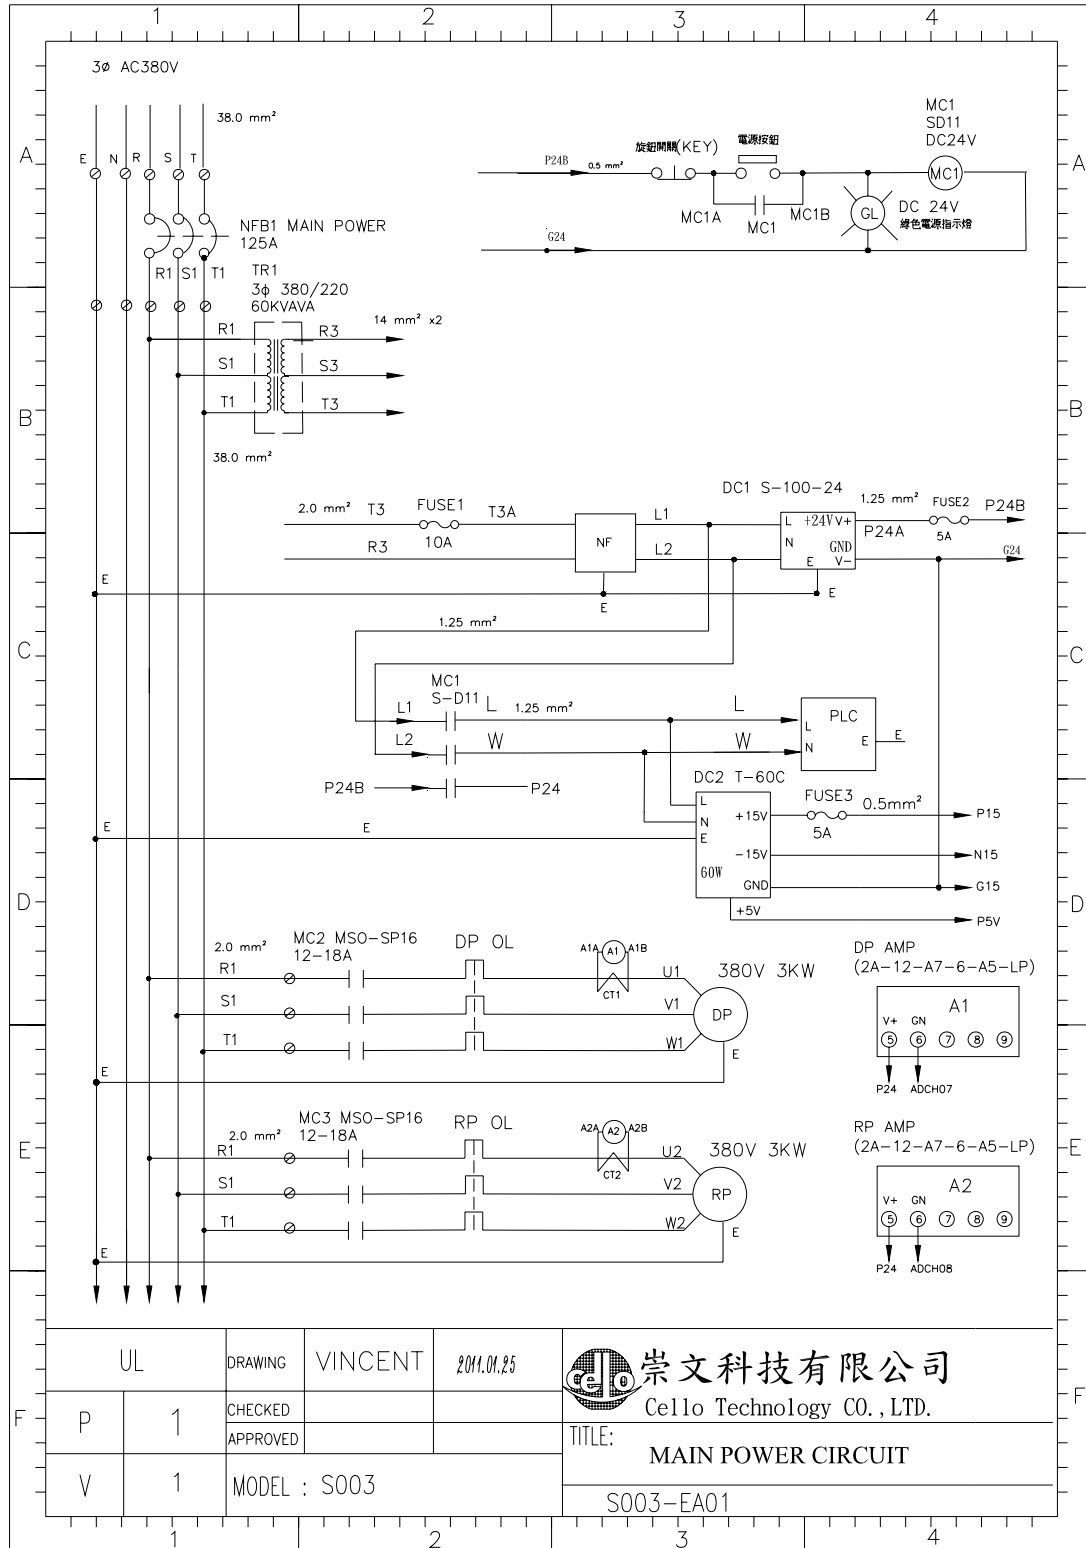 1 2 3 4
A
B
C
D
E
F
3ø AC380V
38.0 mm²
E N R S T
NFB1 MAIN POWER
125A
R1 S1 T1
TR1
3ϕ 380/220
60KVAVA
R1 R3 14 mm² x2
S1 S3
T1 T3
38.0 mm²
P24B 0.5 mm² 旋鈕開關(KEY) 電源按鈕
MC1A MC1 MC1B
MC1
SD11
DC24V
MC1
GL DC 24V
綠色電源指示燈
G24
2.0 mm² T3 FUSE1 T3A
10A
R3
NF
L1
L2
E
E
DC1 S-100-24
L +24V V+
N GND
E V-
E
1.25 mm² FUSE2 P24B
P24A 5A
G24
1.25 mm²
MC1
S-D11
L1 L 1.25 mm² L
L2 W W
P24B P24
PLC
L
N E E
DC2 T-60C
L +15V
N
E -15V
60W
GND
+5V
FUSE3 0.5mm²
5A
P15
N15
G15
P5V
E E
2.0 mm² MC2 MSO-SP16 DP OL
12-18A
R1
S1
T1
E
A1A A1 A1B
CT1
U1 380V 3KW
V1 DP
W1 E
DP AMP
(2A-12-A7-6-A5-LP)
A1
V+ GN
5 6 7 8 9
P24 ADCH07
MC3 MSO-SP16 RP OL
2.0 mm² 12-18A
R1
S1
T1
E
A2A A2 A2B
CT2
U2 380V 3KW
V2 RP
W2 E
RP AMP
(2A-12-A7-6-A5-LP)
A2
V+ GN
5 6 7 8 9
P24 ADCH08
UL DRAWING VINCENT 2011.01.25
P 1 CHECKED
APPROVED
V 1 MODEL : S003
Cello 崇文科技有限公司
Cello Technology CO.,LTD.
TITLE:
MAIN POWER CIRCUIT
S003-EA01
A
B
C
D
E
F
1 2 3 4